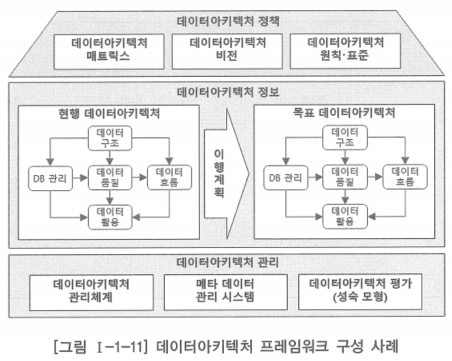 데이터아키텍처 정책
데이터아키텍처
매트릭스
데이터아키텍처
비전
데이터아키텍처
원칙·표준
데이터아키텍처 정보
현행 데이터아키텍처
데이터
구조
DB 관리
데이터
품질
데이터
흐름
데이터
활용
이행계획
목표 데이터아키텍처
데이터
구조
DB 관리
데이터
품질
데이터
흐름
데이터
활용
데이터아키텍처 관리
데이터아키텍처
관리체계
메타 데이터
관리 시스템
데이터아키텍처 평가
(성숙 모형)
[그림 Ⅰ-1-11] 데이터아키텍처 프레임워크 구성 사례